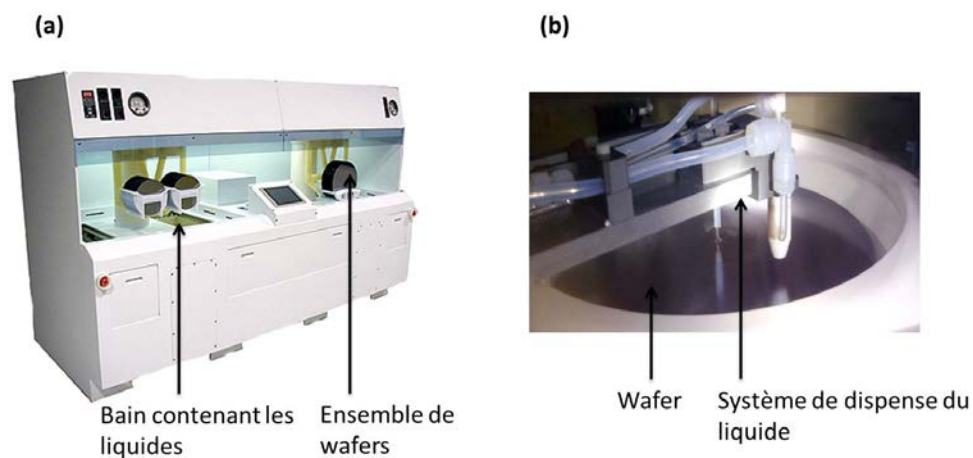 (a)
(b)
Bain contenant les
liquides
Ensemble de
wafers
Wafer
Système de dispense du
liquide